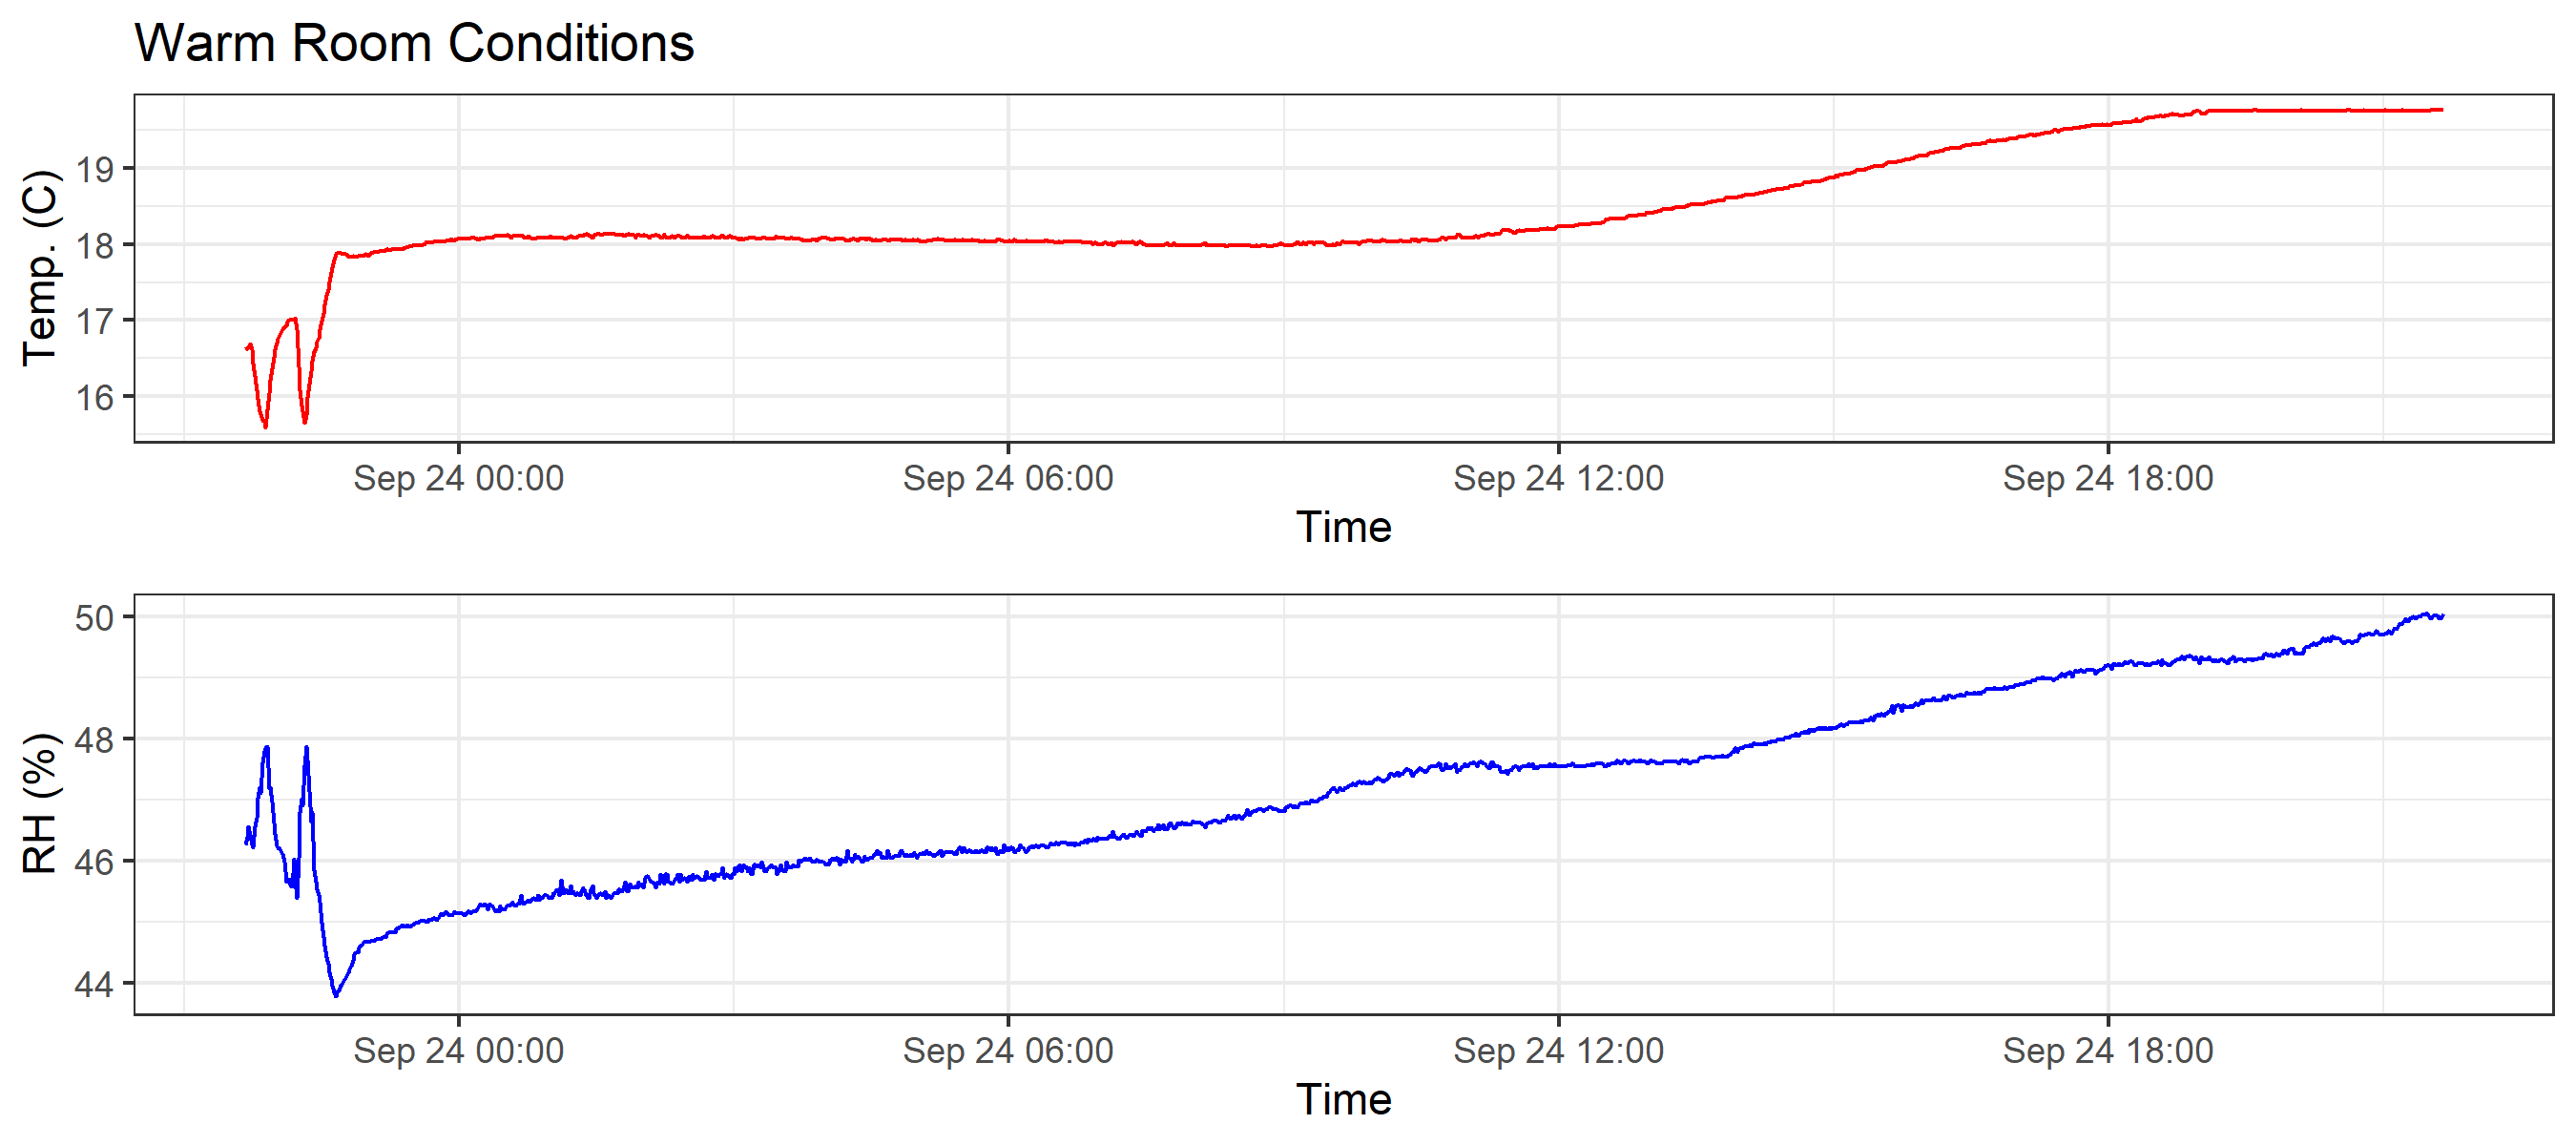 Warm Room Conditions
Temp. (C)
19
18
17
16
Sep 24 00:00 Sep 24 06:00 Sep 24 12:00 Sep 24 18:00
Time
RH (%)
50
48
46
44
Sep 24 00:00 Sep 24 06:00 Sep 24 12:00 Sep 24 18:00
Time